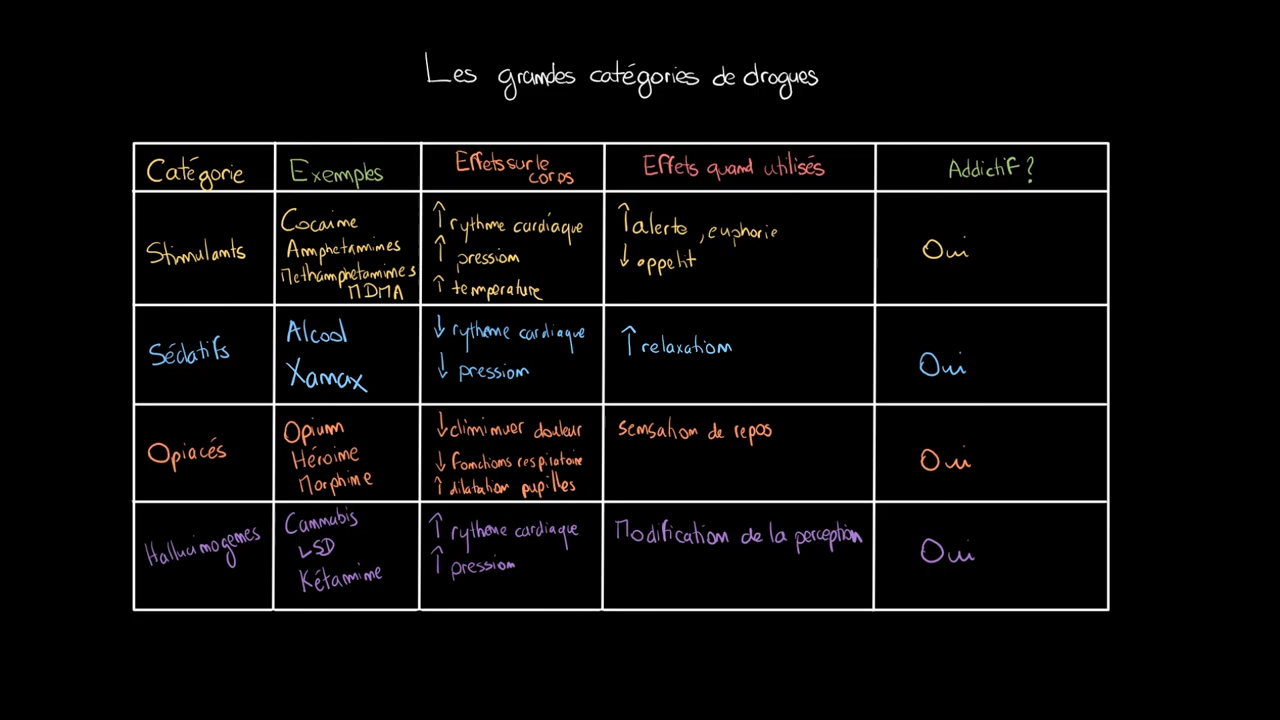 Les grandes catégories de drogues
Catégorie
Exemples
Effets sur le
corps
Effets quand utilisés
Addictif ?
Stimulants
Cocaïne
Amphetamines
Methamphetamines
MDMA
↑ rythme cardiaque
↑ pression
↑ temperature
↑ alerte, euphorie
↓ appetit
Oui
Sédatifs
Alcool
Xanax
↓ rythme cardiaque
↓ pression
↑ relaxation
Oui
Opiacés
Opium
Héroïne
Morphine
↓ diminuer douleur
↓ fonctions respiratoire
↑ dilatation pupilles
sensation de repos
Oui
Hallucinogenes
Cannabis
LSD
Kétamine
↑ rythme cardiaque
↑ pression
Modification de la perception
Oui